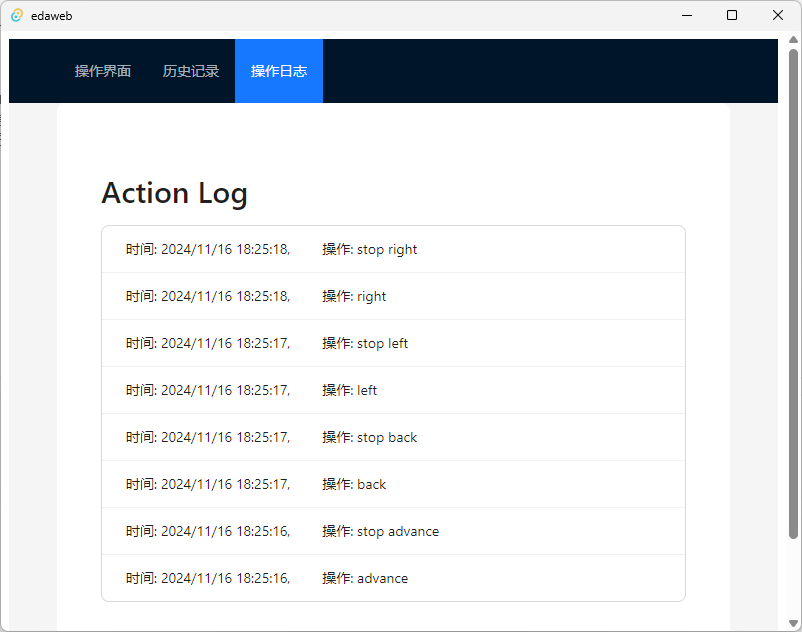 edaweb
操作界面 历史记录 操作日志
Action Log
时间: 2024/11/16 18:25:18, 操作: stop right
时间: 2024/11/16 18:25:18, 操作: right
时间: 2024/11/16 18:25:17, 操作: stop left
时间: 2024/11/16 18:25:17, 操作: left
时间: 2024/11/16 18:25:17, 操作: stop back
时间: 2024/11/16 18:25:17, 操作: back
时间: 2024/11/16 18:25:16, 操作: stop advance
时间: 2024/11/16 18:25:16, 操作: advance